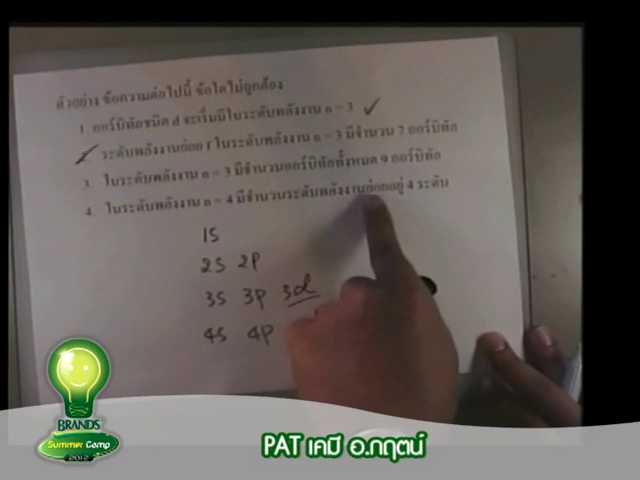 ตัวอย่าง ข้อความต่อไปนี้ ข้อใดไม่ถูกต้อง
1. ออร์บิทัลชนิด d จะเริ่มมีในระดับพลังงาน n = 3 ✓
ระดับพลังงานย่อย f ในระดับพลังงาน n = 3 มีจำนวน 7 ออร์บิทัล
3. ในระดับพลังงาน n = 3 มีจำนวนออร์บิทัลทั้งหมด 9 ออร์บิทัล
4. ในระดับพลังงาน n = 4 มีจำนวนระดับพลังงานย่อยอยู่ 4 ระดับ
1S
2S 2P
3S 3P 3d
4S 4P
BRAND'S
Summer Camp
2012
PAT เคมี อ.กฤตน์